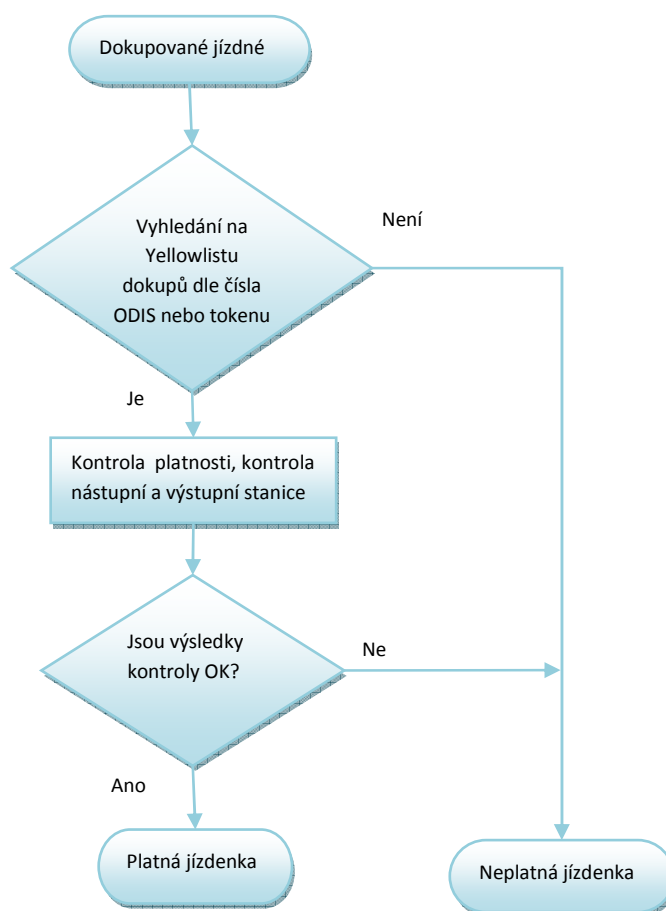 Dokupované jízdné
Vyhledání na
Yellowlistu
dokupů dle čísla
ODIS nebo tokenu
Není
Je
Kontrola platnosti, kontrola
nástupní a výstupní stanice
Jsou výsledky
kontroly OK?
Ne
Ano
Platná jízdenka
Neplatná jízdenka